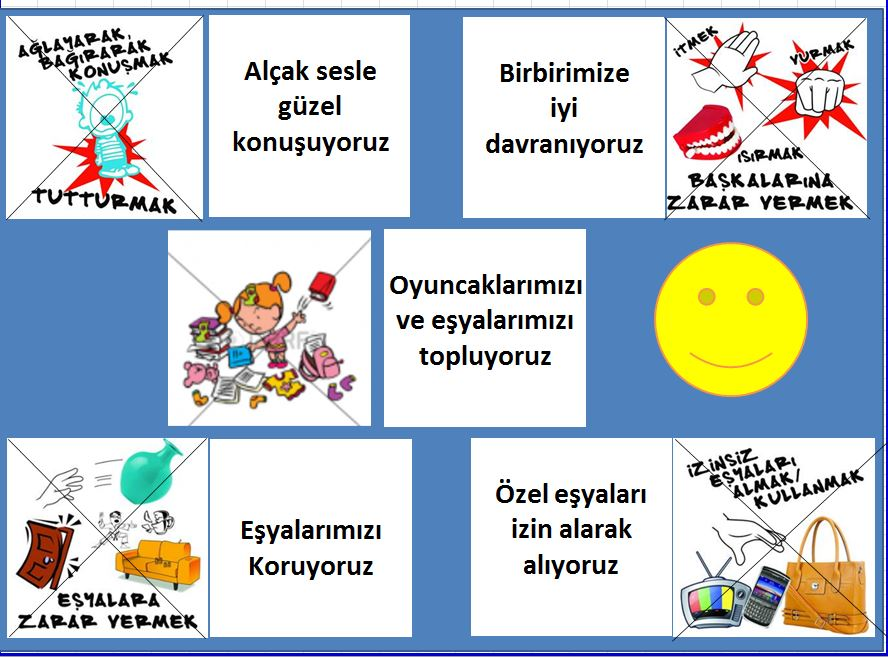 AĞLAYARAK,
BAĞIRARAK
KONUŞMAK
TUTTURMAK
Alçak sesle
güzel
konuşuyoruz
Birbirimize
iyi
davranıyoruz
İTMEK
VURMAK
ISIRMAK
BAŞKALARINA
ZARAR VERMEK
Oyuncaklarımızı
ve eşyalarımızı
topluyoruz
EŞYALARA
ZARAR VERMEK
Eşyalarımızı
Koruyoruz
Özel eşyaları
izin alarak
alıyoruz
İZİNSİZ
EŞYALARI
ALMAK/
KULLANMAK